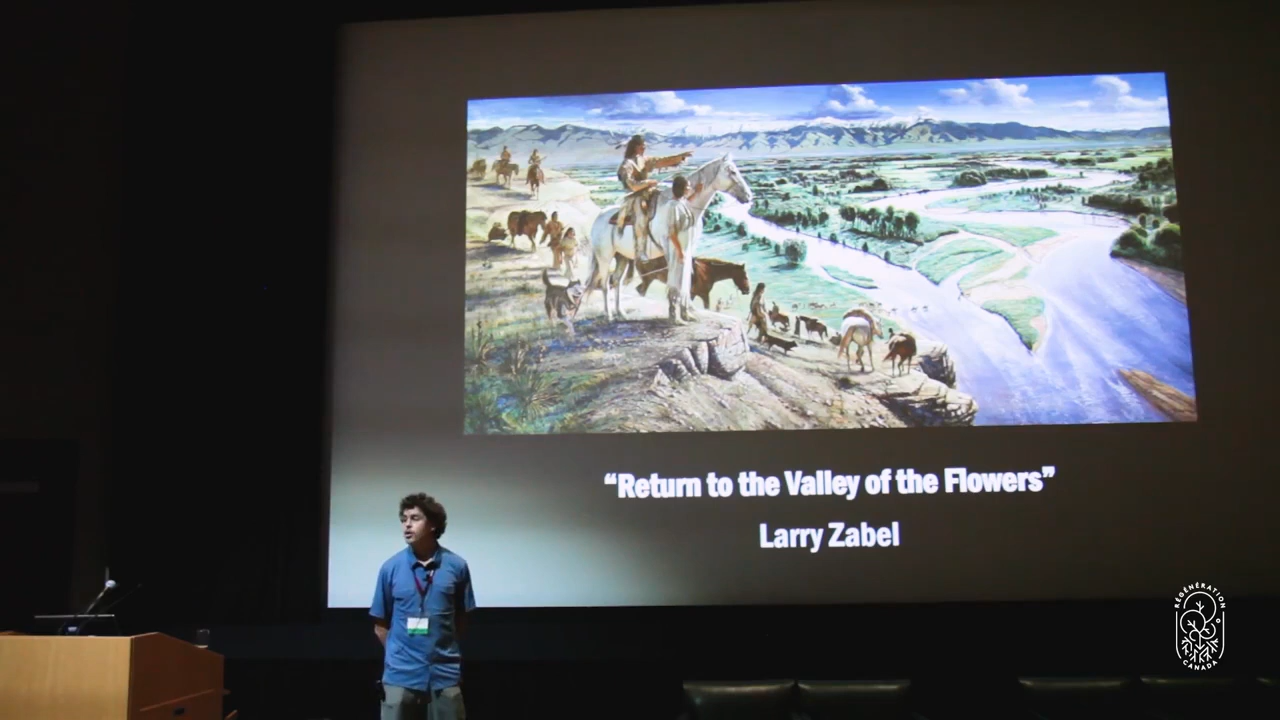 “Return to the Valley of the Flowers”
Larry Zabel
RÉGÉNÉRATION
CANADA